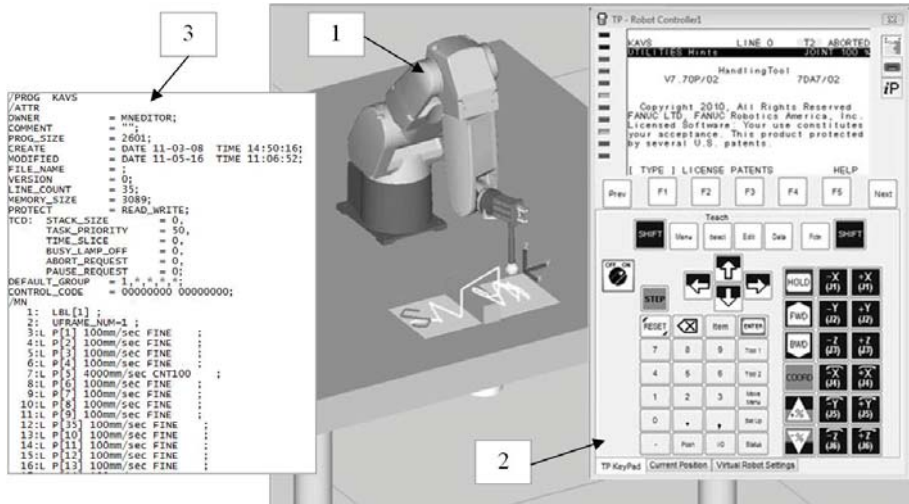 3
/PROG KAVS
/ATTR
OWNER = MNEDITOR;
COMMENT = "";
PROG_SIZE = 2601;
CREATE = DATE 11-03-08 TIME 14:50:16;
MODIFIED = DATE 11-05-16 TIME 11:06:52;
FILE_NAME = ;
VERSION = 0;
LINE_COUNT = 35;
MEMORY_SIZE = 3089;
PROTECT = READ_WRITE;
TCD: STACK_SIZE = 0,
TASK_PRIORITY = 50,
TIME_SLICE = 0,
BUSY_LAMP_OFF = 0,
ABORT_REQUEST = 0,
PAUSE_REQUEST = 0;
DEFAULT_GROUP = 1,*,*,*,*;
CONTROL_CODE = 00000000 00000000;
/MN
1: LBL[1] ;
2: UFRAME_NUM=1 ;
3:L P[1] 100mm/sec FINE ;
4:L P[2] 100mm/sec FINE ;
5:L P[3] 100mm/sec FINE ;
6:L P[4] 100mm/sec FINE ;
7:L P[5] 4000mm/sec CNT100 ;
8:L P[6] 100mm/sec FINE ;
9:L P[7] 100mm/sec FINE ;
10:L P[8] 100mm/sec FINE ;
11:L P[9] 100mm/sec FINE ;
12:L P[35] 100mm/sec FINE ;
13:L P[10] 100mm/sec FINE ;
14:L P[11] 100mm/sec FINE ;
15:L P[12] 100mm/sec FINE ;
16:L P[13] 100mm/sec FINE ;
1
TP - Robot Controller1
KAVS LINE 0 T2 ABORTED
UTILITIES Hints JOINT 100 %
HandlingTool
V7.70P/02 7DA7/02
Copyright 2010, All Rights Reserved
FANUC LTD, FANUC Robotics America, Inc.
Licensed Software: Your use constitutes
your acceptance. This product protected
by several U.S. patents.
[ TYPE ] LICENSE PATENTS HELP
iP
Prev F1 F2 F3 F4 F5 Next
Teach
SHIFT Menu Select Edit Data Fctn SHIFT
OFF ON
STEP HOLD -X (J1) +X (J1)
RESET Item ENTER FWD -Y (J2) +Y (J2)
7 8 9 Tool 1 BWD -Z (J3) +Z (J3)
4 5 6 Tool 2 COORD -X (J4) +X (J4)
1 2 3 Move Menu +% -Y (J5) +Y (J5)
0 . , Set Up
- Posn I/O Status -% -Z (J6) +Z (J6)
2
TP KeyPad Current Position Virtual Robot Settings